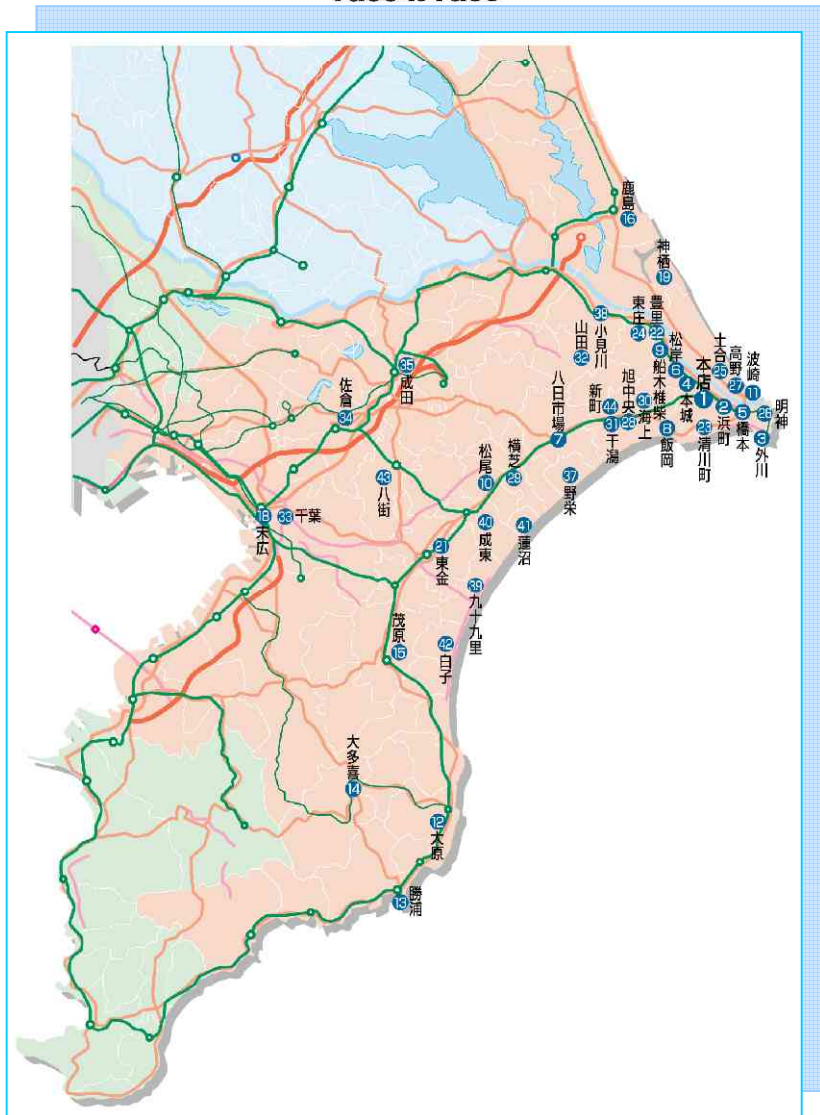 鹿島
16
神栖
19
東庄
24
豊里
22
小見川
38
山田
32
船木椎柴
9
松岸
6
本城
4
本店
1
土合
25
高野
27
波崎
11
明神
26
浜町
2
橋本
5
外川
3
清川町
23
飯岡
8
海上
30
旭中央
28
新町
44
干潟
31
八日市場
7
野栄
37
横芝
29
松尾
10
成東
40
蓮沼
41
成田
35
佐倉
34
八街
43
千葉
33
末広
18
東金
21
九十九里
39
白子
42
茂原
15
大多喜
14
大原
12
勝浦
13